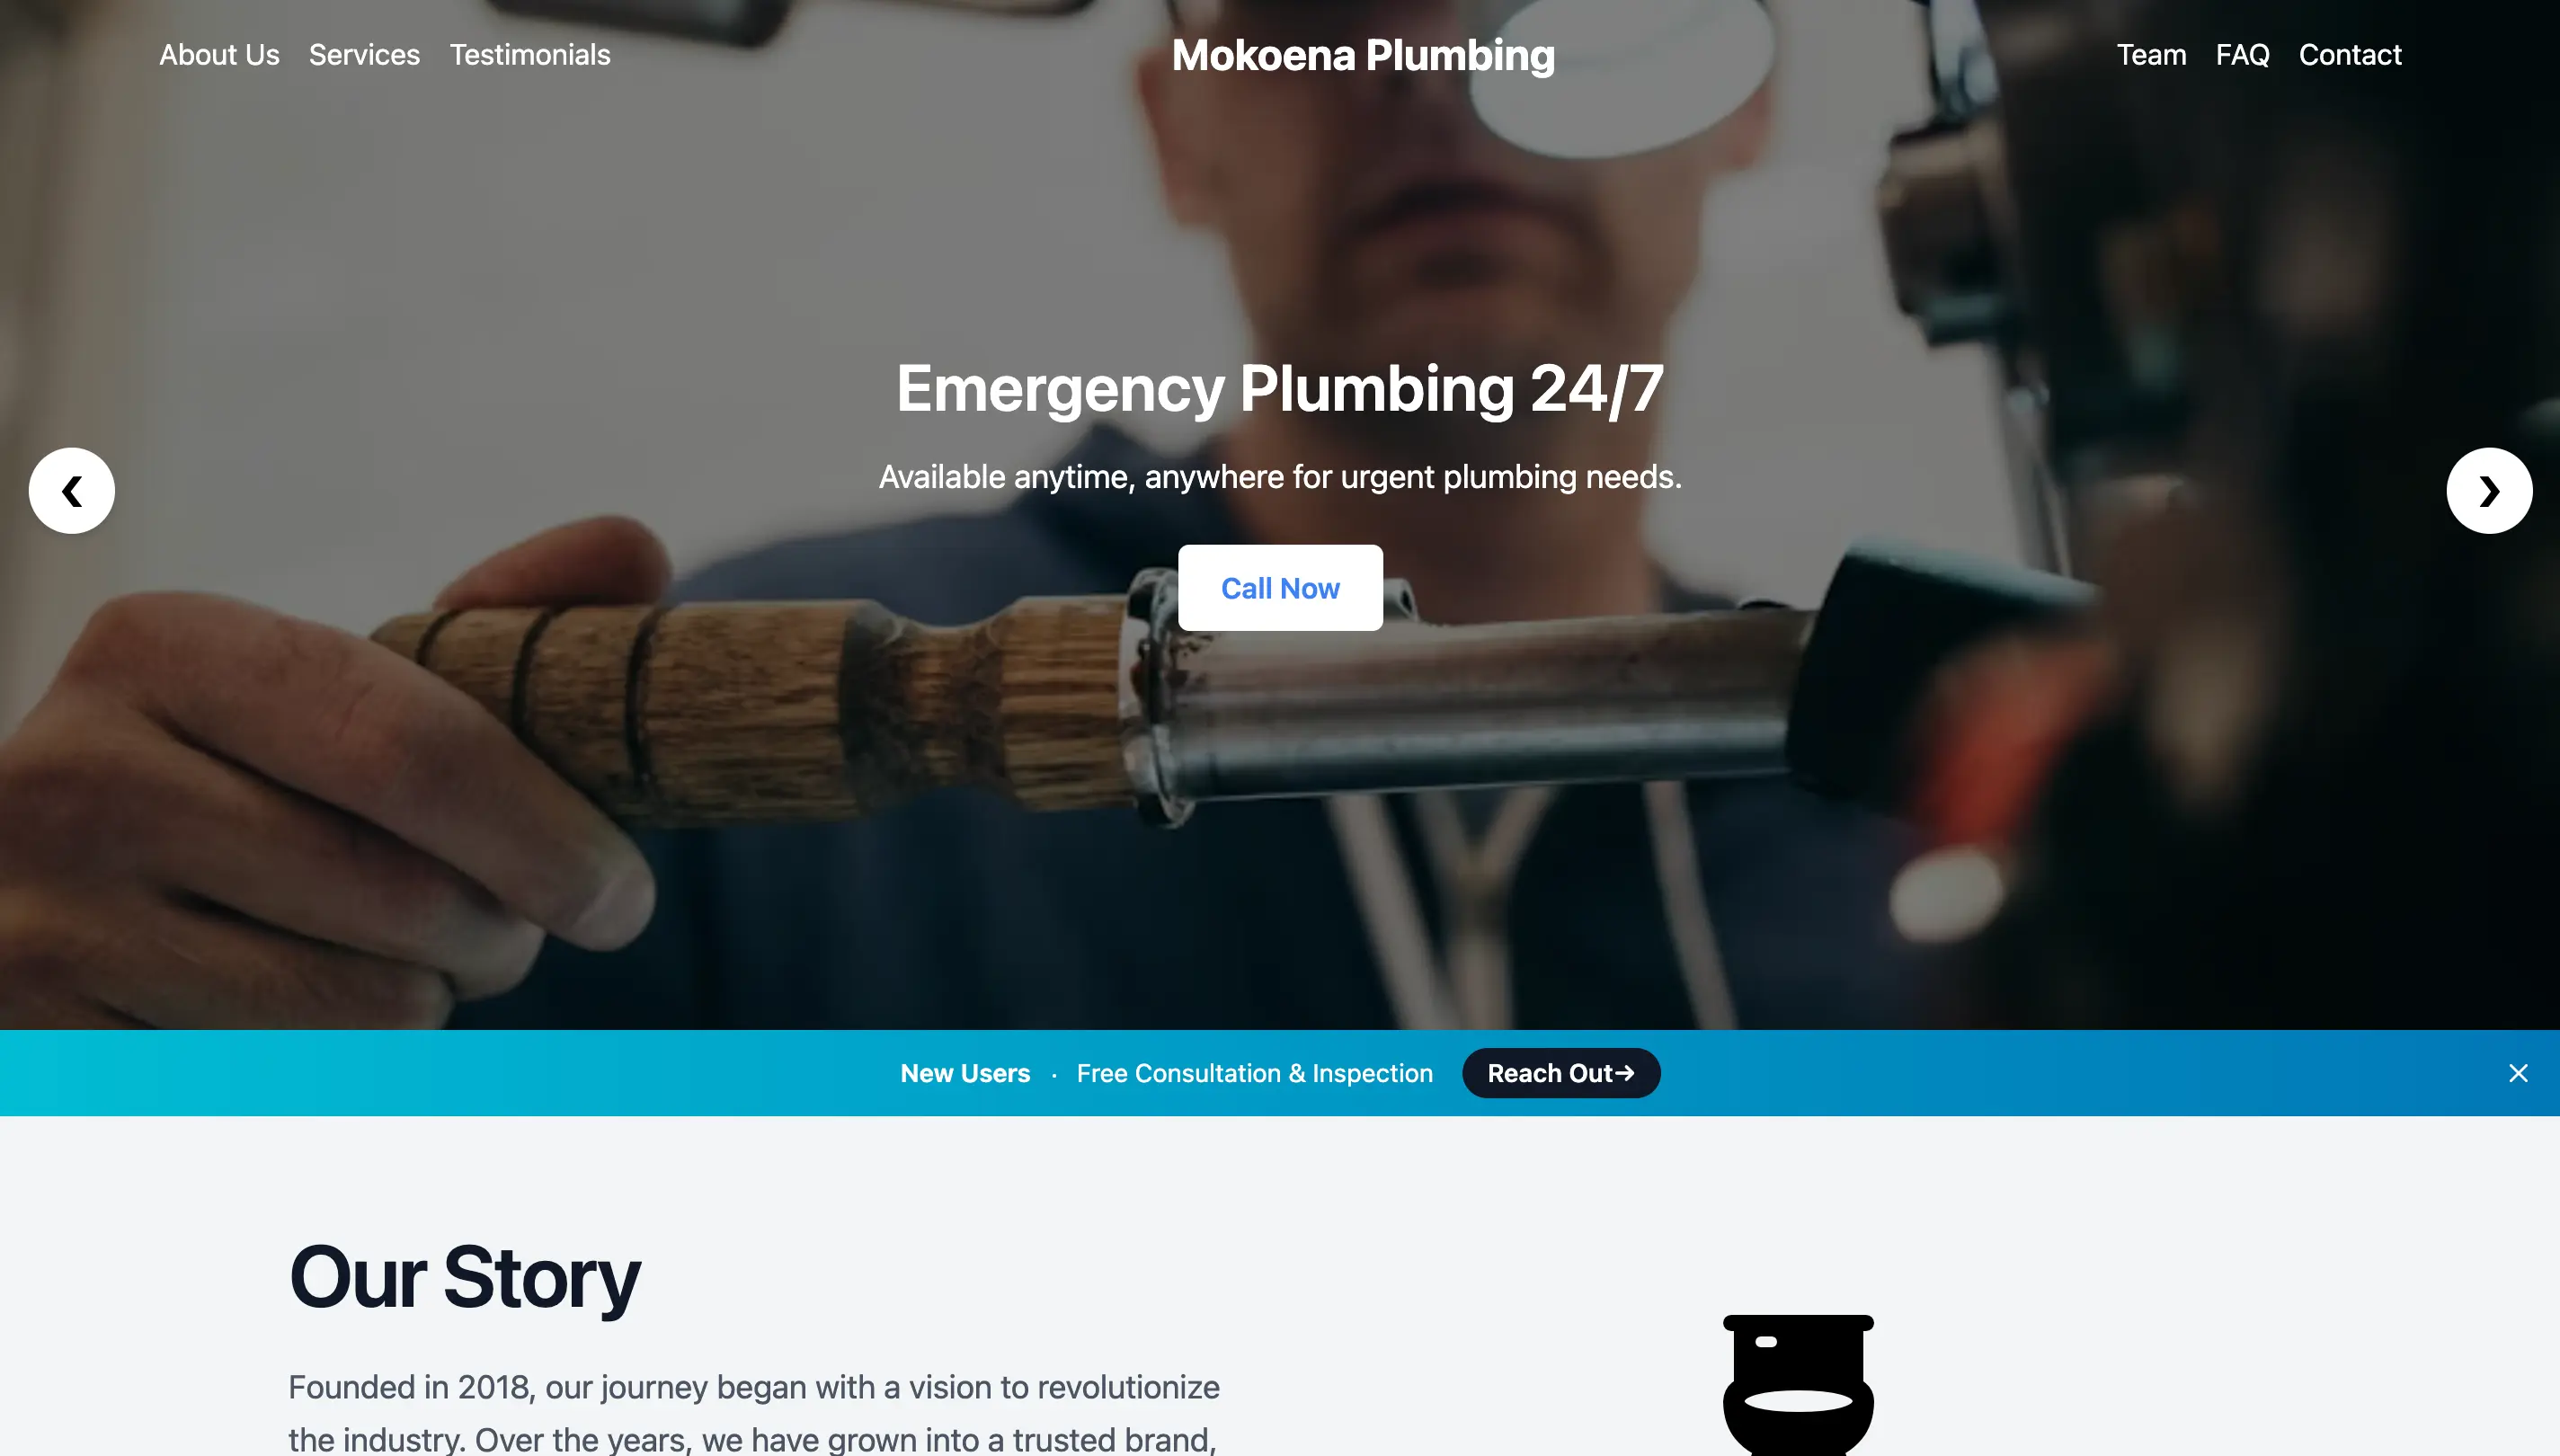 About Us Services Testimonials Mokoena Plumbing Team FAQ Contact
Emergency Plumbing 24/7
Available anytime, anywhere for urgent plumbing needs.
❮ ❯
Call Now
New Users · Free Consultation & Inspection Reach Out→ ×
Our Story
Founded in 2018, our journey began with a vision to revolutionize
the industry. Over the years, we have grown into a trusted brand,